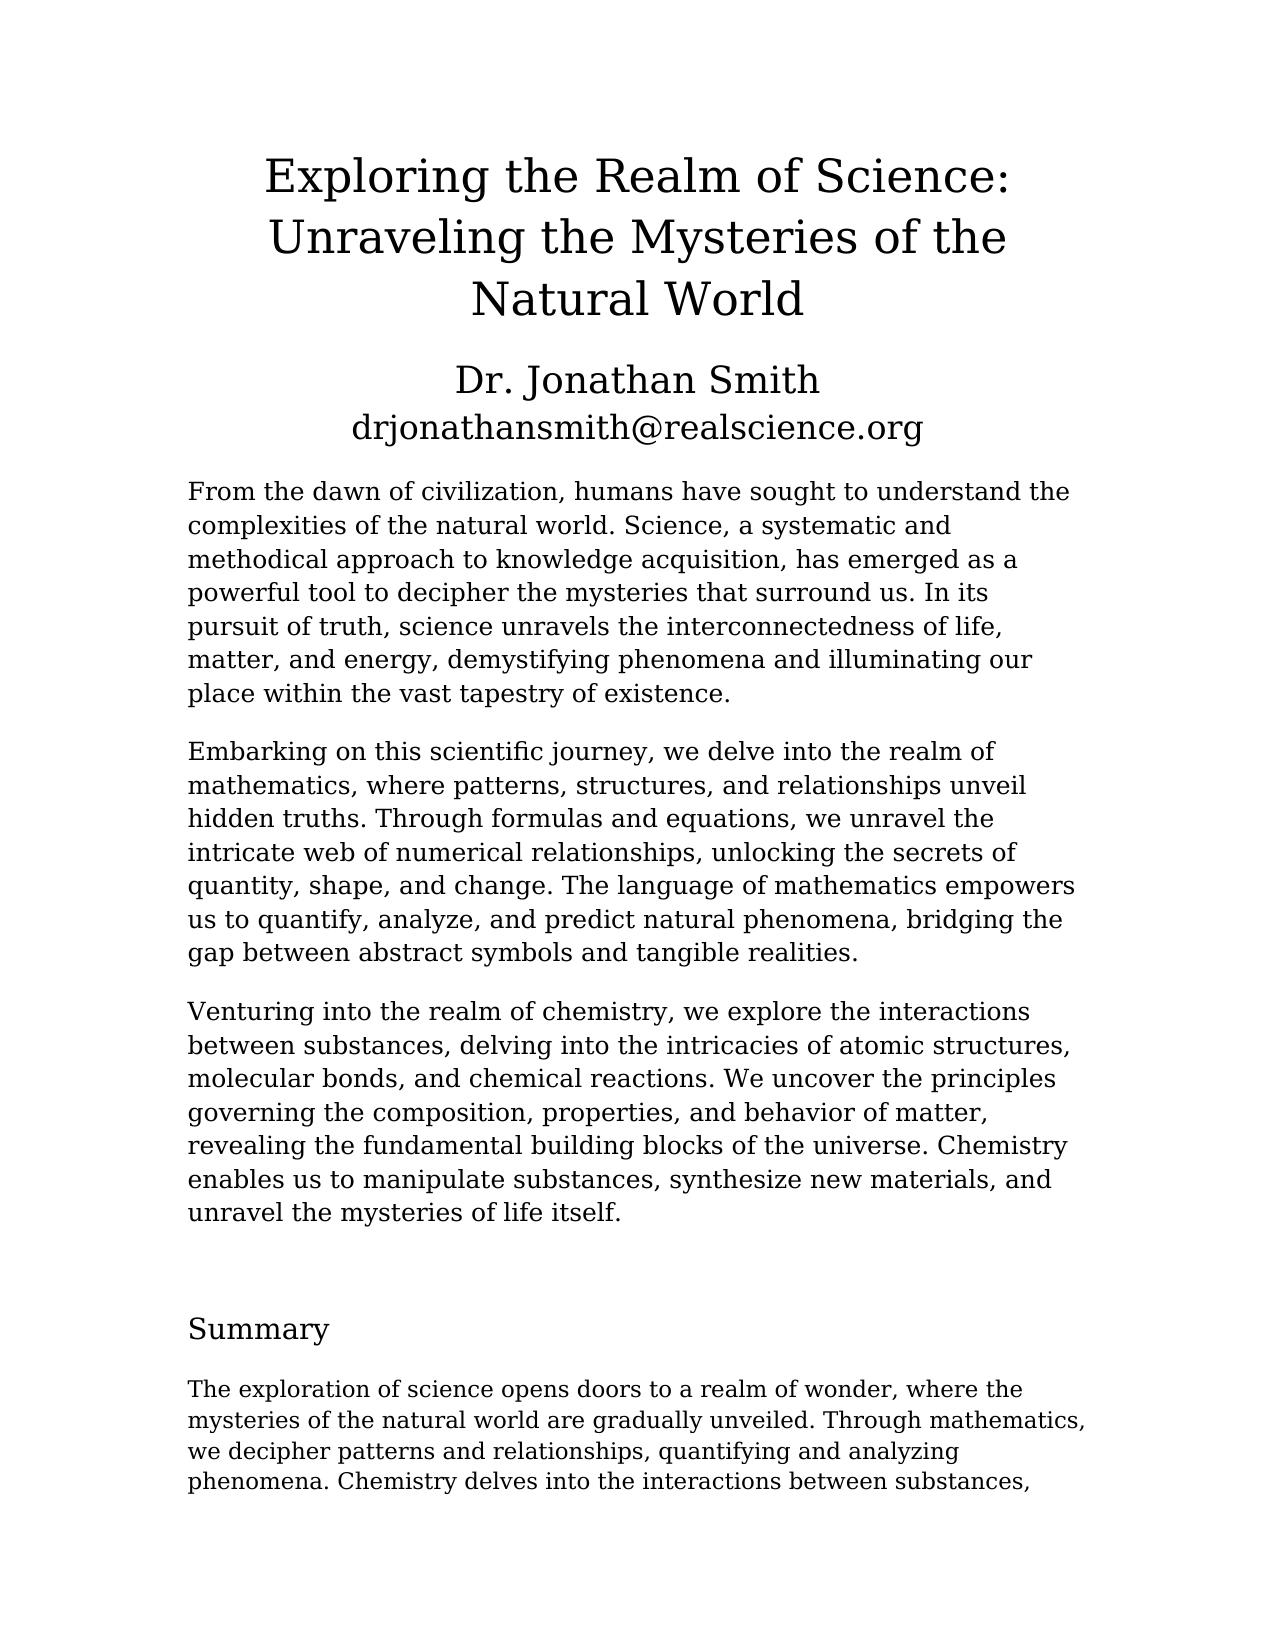 Exploring the Realm of Science:
Unraveling the Mysteries of the
Natural World
Dr. Jonathan Smith
drjonathansmith@realscience.org
From the dawn of civilization, humans have sought to understand the
complexities of the natural world. Science, a systematic and
methodical approach to knowledge acquisition, has emerged as a
powerful tool to decipher the mysteries that surround us. In its
pursuit of truth, science unravels the interconnectedness of life,
matter, and energy, demystifying phenomena and illuminating our
place within the vast tapestry of existence.
Embarking on this scientific journey, we delve into the realm of
mathematics, where patterns, structures, and relationships unveil
hidden truths. Through formulas and equations, we unravel the
intricate web of numerical relationships, unlocking the secrets of
quantity, shape, and change. The language of mathematics empowers
us to quantify, analyze, and predict natural phenomena, bridging the
gap between abstract symbols and tangible realities.
Venturing into the realm of chemistry, we explore the interactions
between substances, delving into the intricacies of atomic structures,
molecular bonds, and chemical reactions. We uncover the principles
governing the composition, properties, and behavior of matter,
revealing the fundamental building blocks of the universe. Chemistry
enables us to manipulate substances, synthesize new materials, and
unravel the mysteries of life itself.
Summary
The exploration of science opens doors to a realm of wonder, where the
mysteries of the natural world are gradually unveiled. Through mathematics,
we decipher patterns and relationships, quantifying and analyzing
phenomena. Chemistry delves into the interactions between substances,